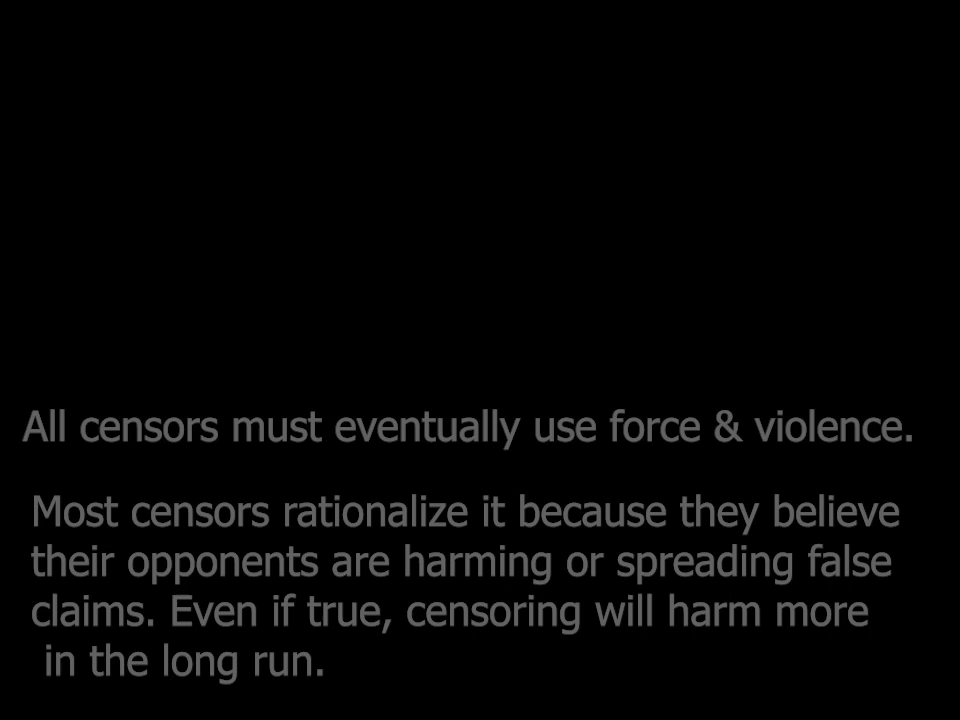 All censors must eventually use force & violence.
Most censors rationalize it because they believe
their opponents are harming or spreading false
claims. Even if true, censoring will harm more
in the long run.